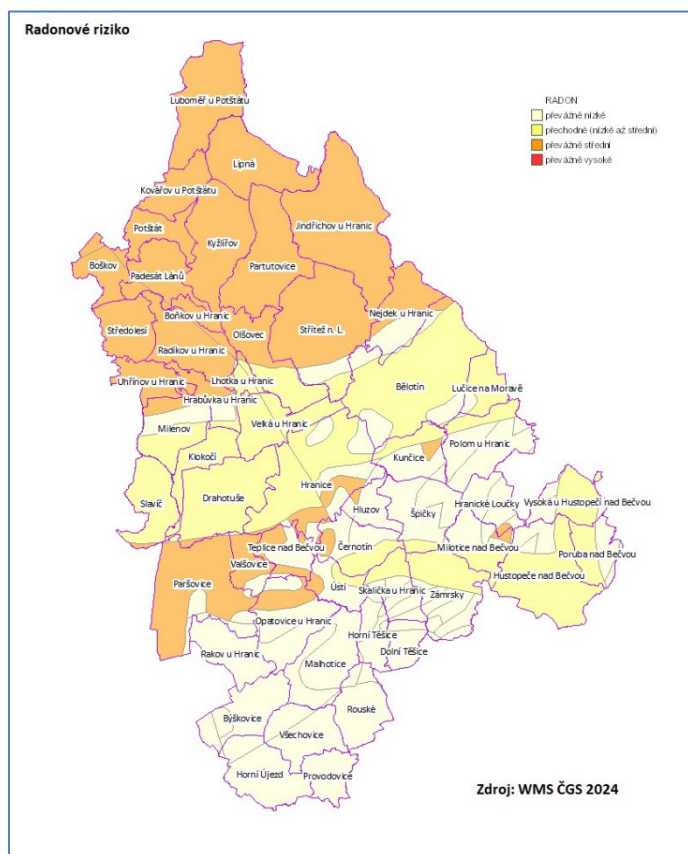 Radonové riziko
RADON
převážně nízké
přechodné (nízké až střední)
převážně střední
převážně vysoké
Luboměř u Potštátu
Lipná
Kovářov u Potštátu
Jindřichov u Hranic
Potštát
Kyžlířov
Partutovice
Boškov
Padesát Lánů
Nejdek u Hranic
Boňkov u Hranic
Středolesí
Olšovec
Střítež n. L.
Radíkov u Hranic
Uhřínov u Hranic
Lhotka u Hranic
Bělotín
Lučice na Moravě
Hrabůvka u Hranic
Milenov
Velká u Hranic
Polom u Hranic
Klokočí
Kunčice
Hranice
Slavíč
Drahotuše
Hluzov
Špičky
Hranické Loučky
Vysoká u Hustopečí nad Bečvou
Teplice nad Bečvou
Černotín
Milotice nad Bečvou
Poruba nad Bečvou
Valšovice
Paršovice
Ústí
Skalička u Hranic
Zámrsky
Hustopeče nad Bečvou
Opatovice u Hranic
Horní Těšice
Rakov u Hranic
Malhotice
Dolní Těšice
Býškovice
Rouské
Všechovice
Horní Újezd
Provodovice
Zdroj: WMS ČGS 2024